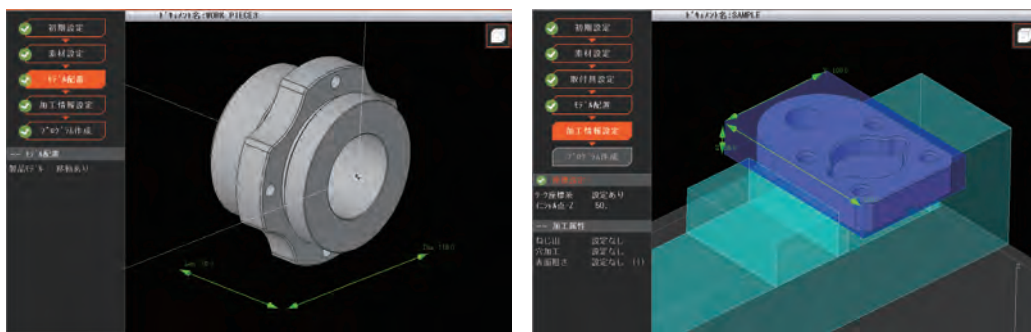 ドキュメント名:WORK_PIECE3
初期設定
素材設定
モデル配置
加工情報設定
プログラム作成
モデル配置
製品モデル 移動あり
ドキュメント名:SAMPLE
初期設定
素材設定
取付具設定
モデル配置
加工情報設定
プログラム作成
ワーク座標系 設定あり
イニシャル点-Z 50.
加工属性
ねじ山 設定なし
穴加工 設定なし
表面粗さ 設定なし